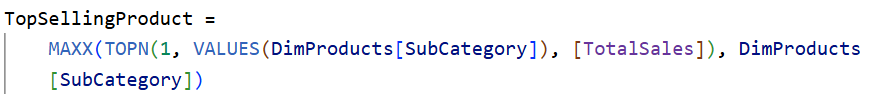 TopSellingProduct =
MAXX(TOPN(1, VALUES(DimProducts[SubCategory]), [TotalSales]), DimProducts
[SubCategory])